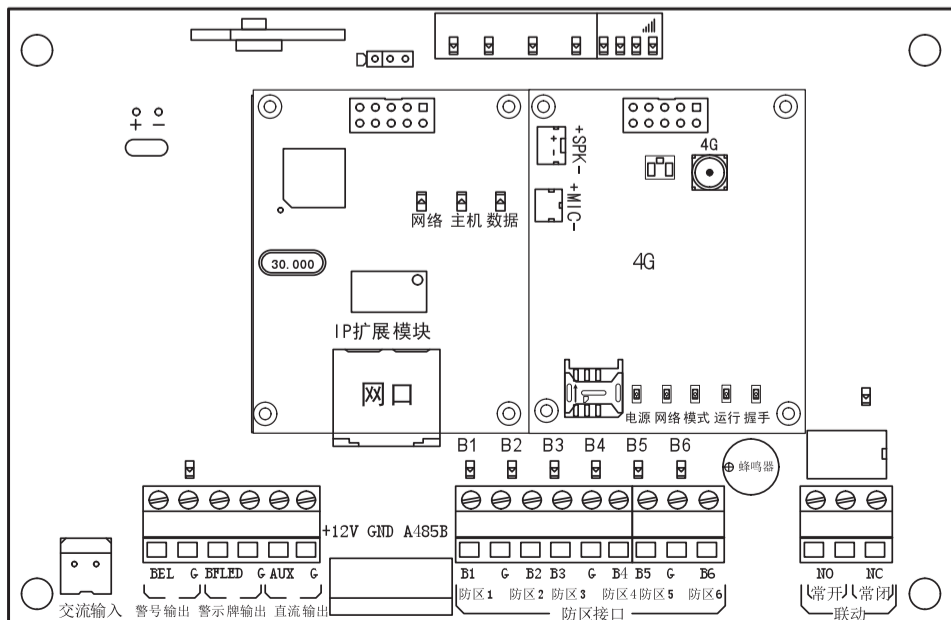 + −
+SPK-
4G
+MIC-
网络 主机 数据
4G
30.000
IP扩展模块
网口
电源 网络 模式 运行 握手
B1 B2 B3 B4 B5 B6
蜂鸣器
+12V GND A485B
BEL G BFLED G AUX G
B1 G B2 B3 G B4 B5 G B6
NO NC
交流输入
警号输出 警示牌输出 直流输出
防区1 防区2 防区3 防区4 防区5 防区6
防区接口
常开 常闭
联动